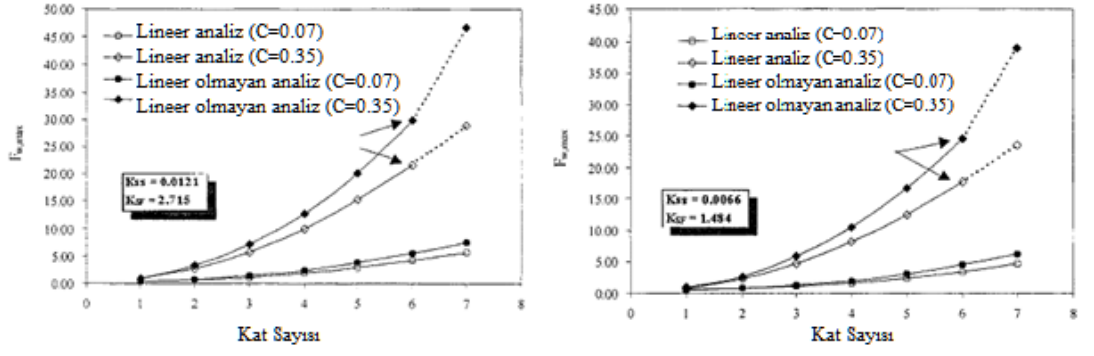 50.00
45.00
40.00
35.00
30.00
25.00
20.00
15.00
10.00
5.00
0.00
0 1 2 3 4 5 6 7 8
Lineer analiz (C=0.07)
Lineer analiz (C=0.35)
Lineer olmayan analiz (C=0.07)
Lineer olmayan analiz (C=0.35)
Kss = 0.0121
Ksf = 2.715
Fw,max
Kat Sayısı
45.00
40.00
35.00
30.00
25.00
20.00
15.00
10.00
5.00
0.00
0 1 2 3 4 5 6 7 8
Lineer analiz (C=0.07)
Lineer analiz (C=0.35)
Lineer olmayan analiz (C=0.07)
Lineer olmayan analiz (C=0.35)
Kss = 0.0066
Ksf = 1.484
Fw,max
Kat Sayısı